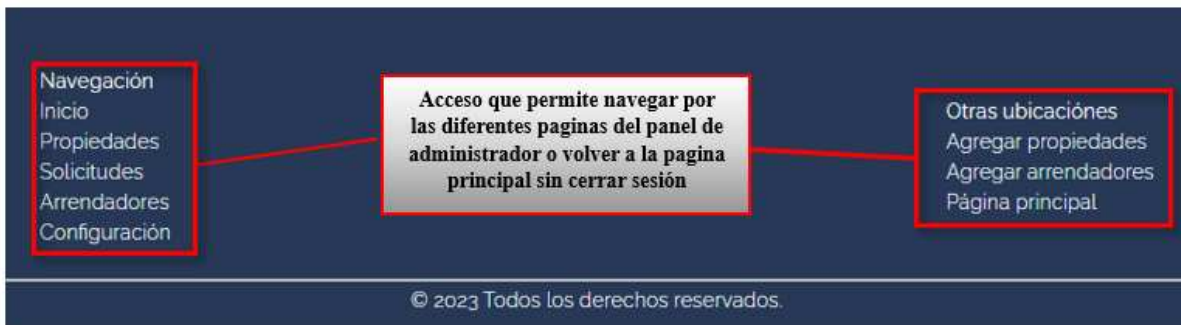 Navegación
Inicio
Propiedades
Solicitudes
Arrendadores
Configuración
Acceso que permite navegar por
las diferentes paginas del panel de
administrador o volver a la pagina
principal sin cerrar sesión
Otras ubicaciónes
Agregar propiedades
Agregar arrendadores
Página principal
© 2023 Todos los derechos reservados.